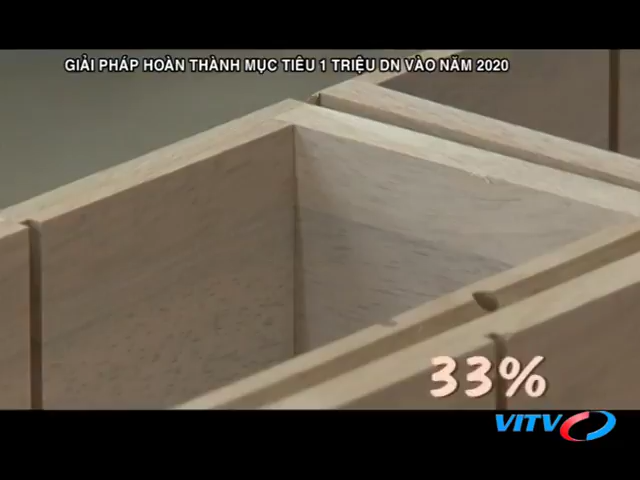 GIẢI PHÁP HOÀN THÀNH MỤC TIÊU 1 TRIỆU DN VÀO NĂM 2020
33%
VITV